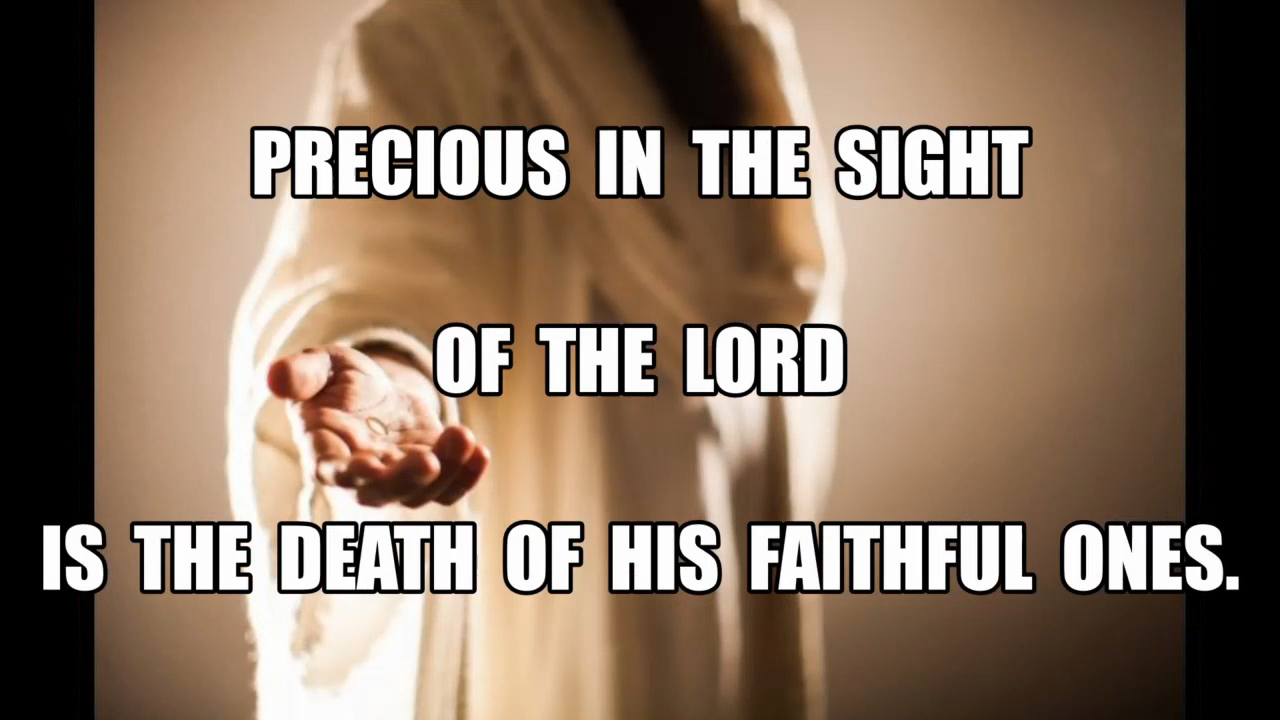 PRECIOUS IN THE SIGHT
OF THE LORD
IS THE DEATH OF HIS FAITHFUL ONES.